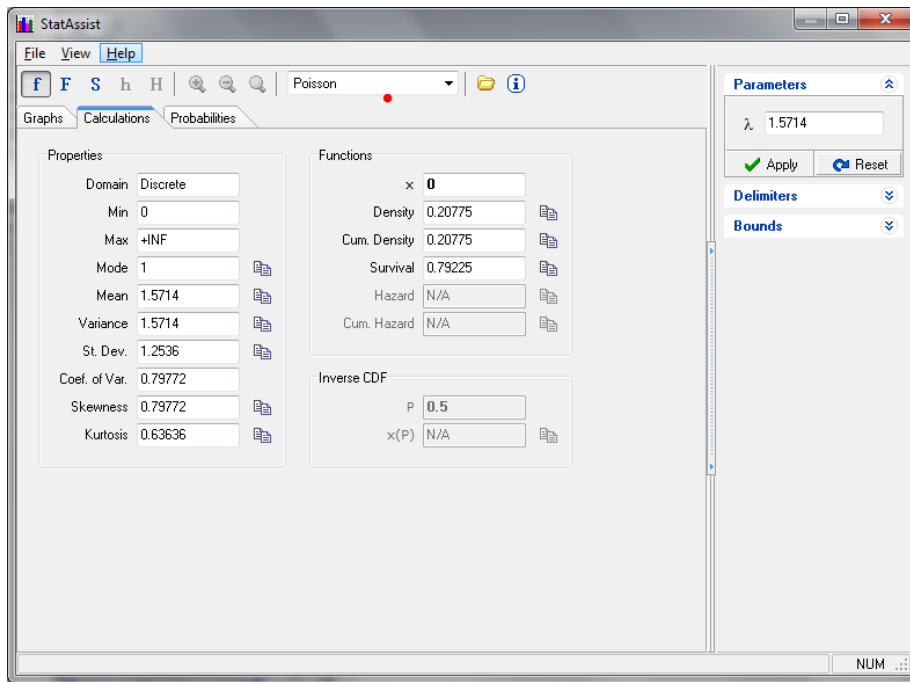 StatAssist
File View Help
f F S h H Poisson
Graphs Calculations Probabilities
Properties
Domain Discrete
Min 0
Max +INF
Mode 1
Mean 1.5714
Variance 1.5714
St. Dev. 1.2536
Coef. of Var. 0.79772
Skewness 0.79772
Kurtosis 0.63636
Functions
x 0
Density 0.20775
Cum. Density 0.20775
Survival 0.79225
Hazard N/A
Cum. Hazard N/A
Inverse CDF
P 0.5
x(P) N/A
Parameters
λ 1.5714
Apply Reset
Delimiters
Bounds
NUM